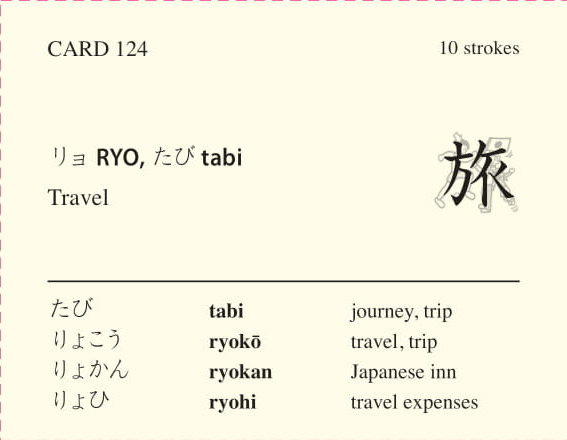 CARD 124
10 strokes
リョ RYO, たび tabi
Travel
旅
たび tabi journey, trip
りょこう ryokō travel, trip
りょかん ryokan Japanese inn
りょひ ryohi travel expenses